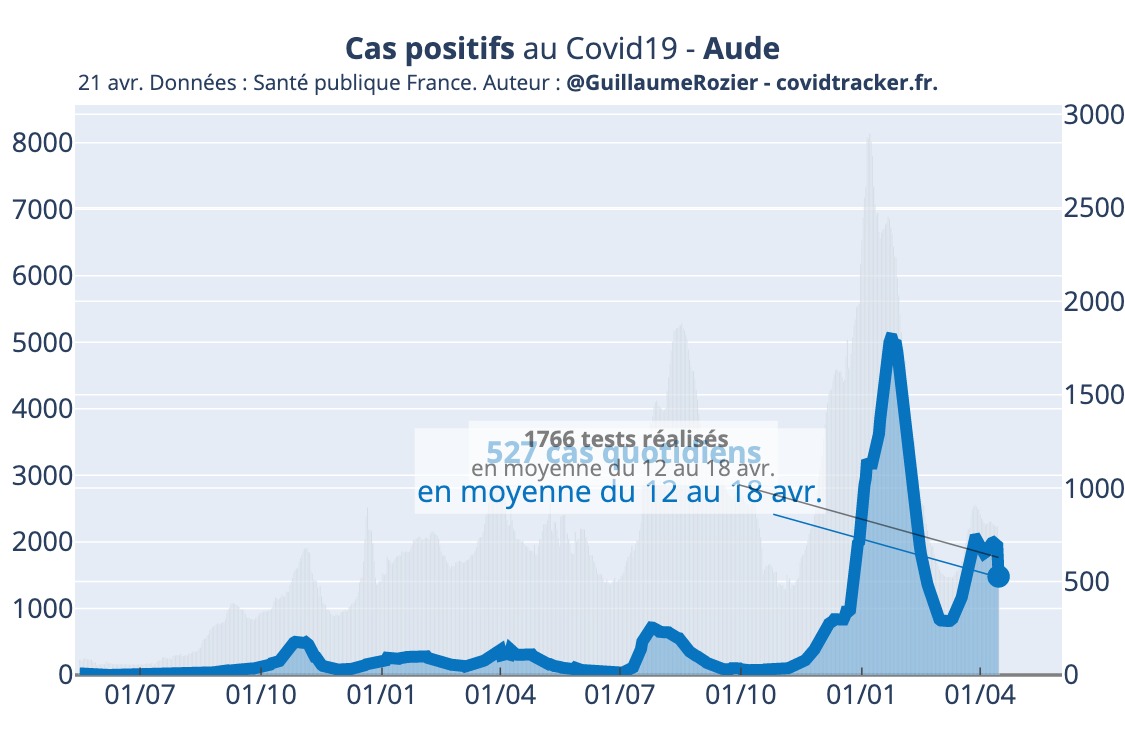 Cas positifs au Covid19 - Aude
21 avr. Données : Santé publique France. Auteur : @GuillaumeRozier - covidtracker.fr.
3000
8000
7000
2500
6000
2000
5000
1500
4000
1766 tests réalisés
527 cas quotidiens
en moyenne du 12 au 18 avr.
3000
1000
en moyenne du 12 au 18 avr.
2000
500
1000
0
0
01/07 01/10 01/01 01/04 01/07 01/10 01/01 01/04